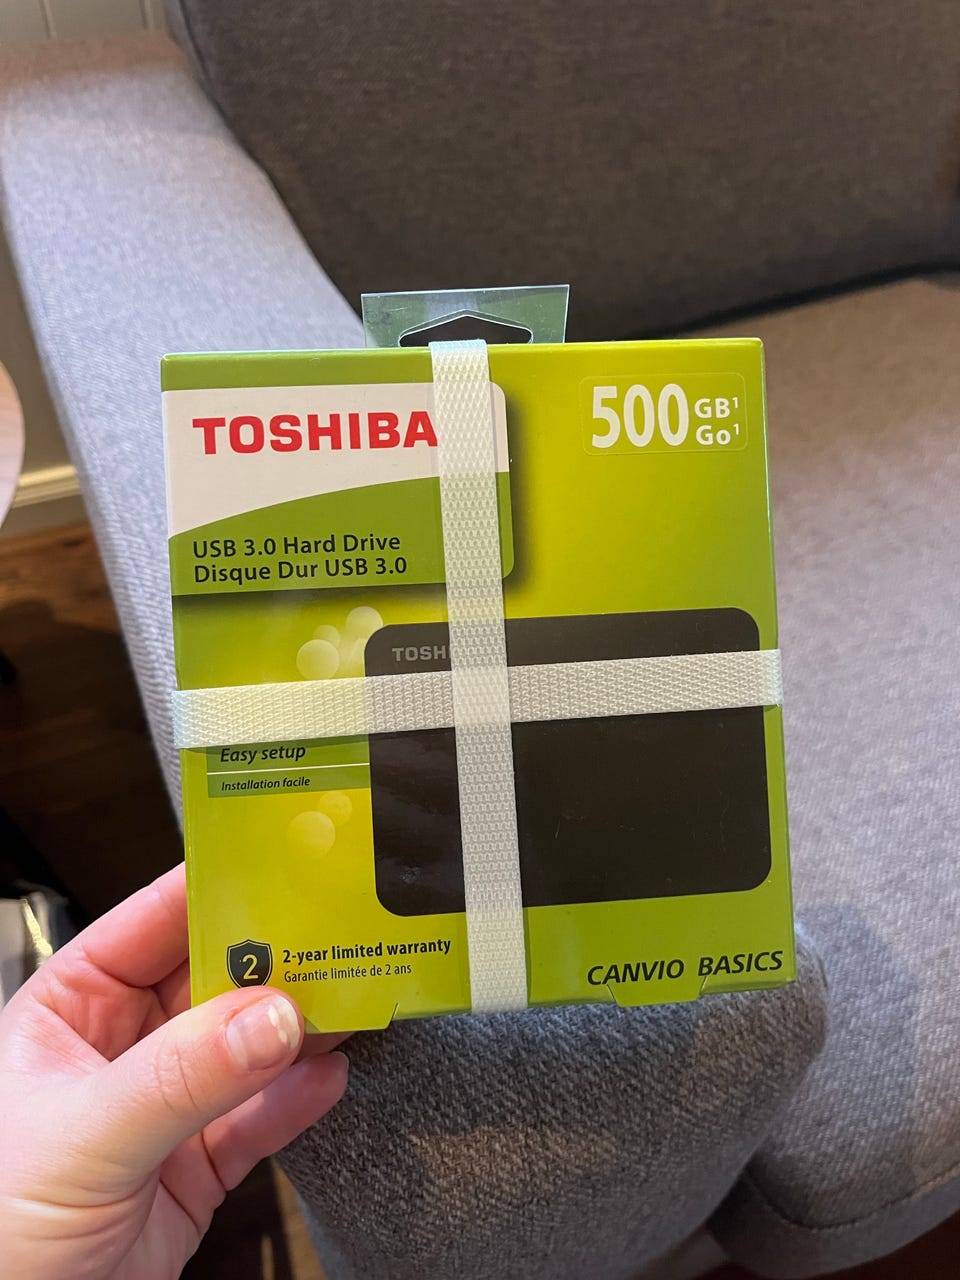 TOSHIBA
500 GB¹
Go¹
USB 3.0 Hard Drive
Disque Dur USB 3.0
TOSHI
Easy setup
Installation facile
2
2-year limited warranty
Garantie limitée de 2 ans
CANVIO BASICS